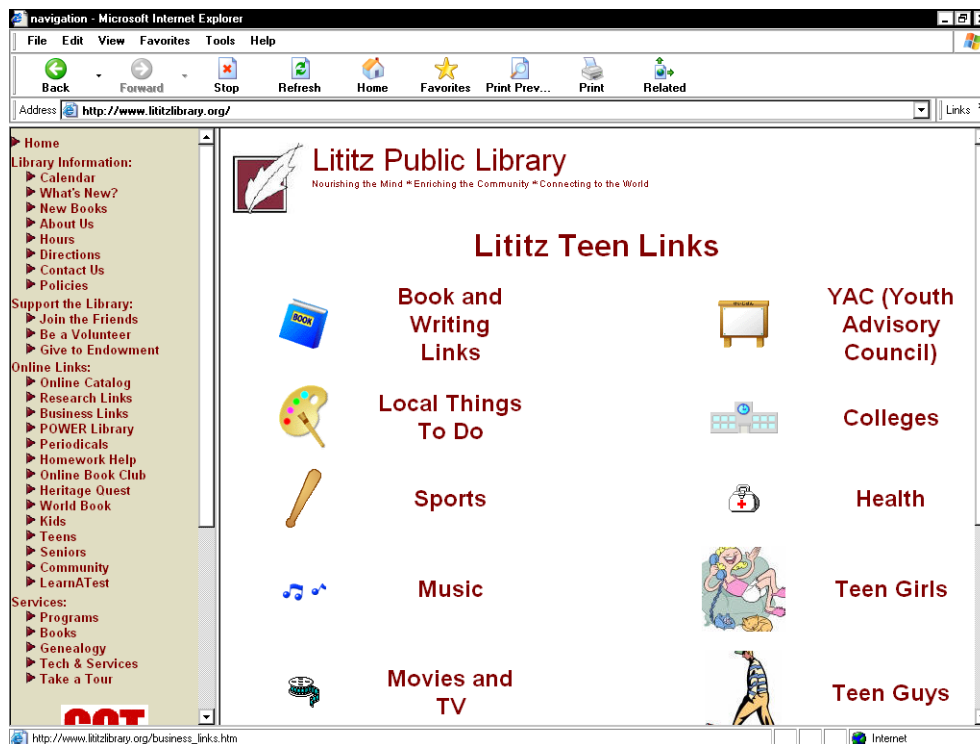 navigation - Microsoft Internet Explorer
File Edit View Favorites Tools Help
Back Forward Stop Refresh Home Favorites Print Prev... Print Related
Address http://www.lititzlibrary.org/ Links
Home
Library Information:
Calendar
What's New?
New Books
About Us
Hours
Directions
Contact Us
Policies
Support the Library:
Join the Friends
Be a Volunteer
Give to Endowment
Online Links:
Online Catalog
Research Links
Business Links
POWER Library
Periodicals
Homework Help
Online Book Club
Heritage Quest
World Book
Kids
Teens
Seniors
Community
LearnATest
Services:
Programs
Books
Genealogy
Tech & Services
Take a Tour
Lititz Public Library
Nourishing the Mind * Enriching the Community * Connecting to the World
Lititz Teen Links
BOOK
Book and
Writing
Links
YAC (Youth
Advisory
Council)
Local Things
To Do
Colleges
Sports
Health
Music
Teen Girls
Movies and
TV
Teen Guys
http://www.lititzlibrary.org/business_links.htm
Internet